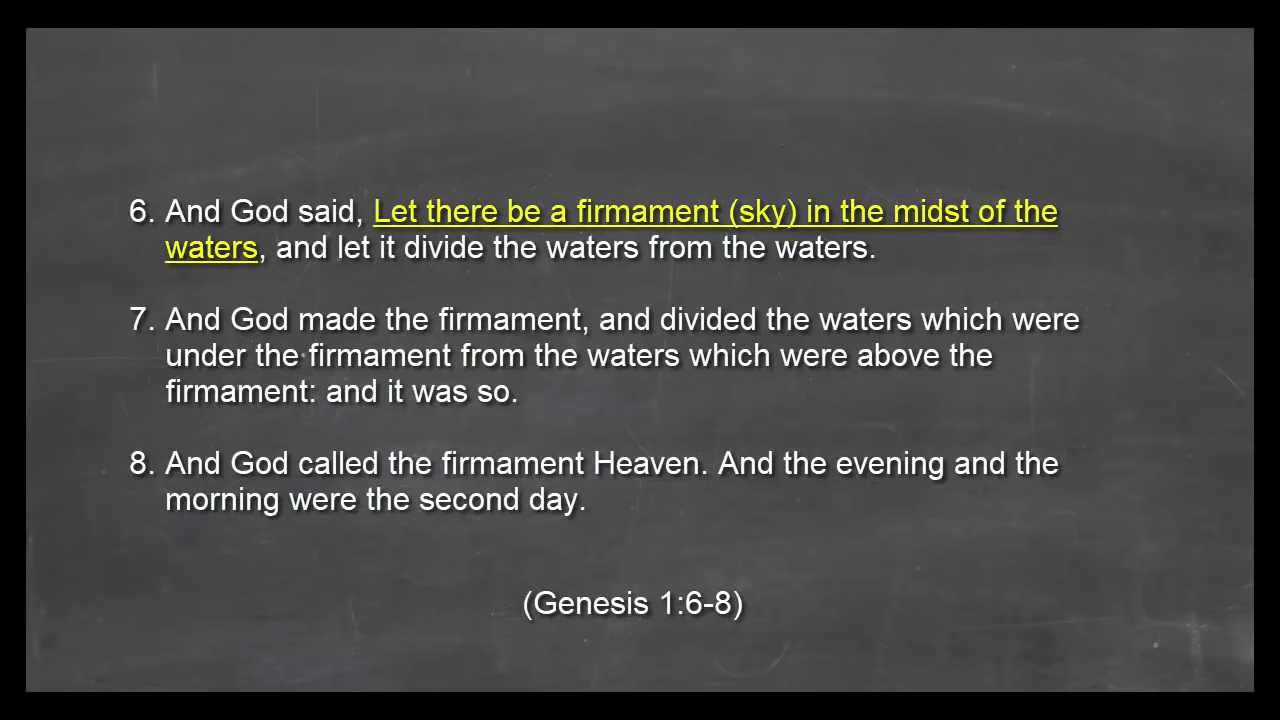 6. And God said, Let there be a firmament (sky) in the midst of the
waters, and let it divide the waters from the waters.
7. And God made the firmament, and divided the waters which were
under the firmament from the waters which were above the
firmament: and it was so.
8. And God called the firmament Heaven. And the evening and the
morning were the second day.
(Genesis 1:6-8)